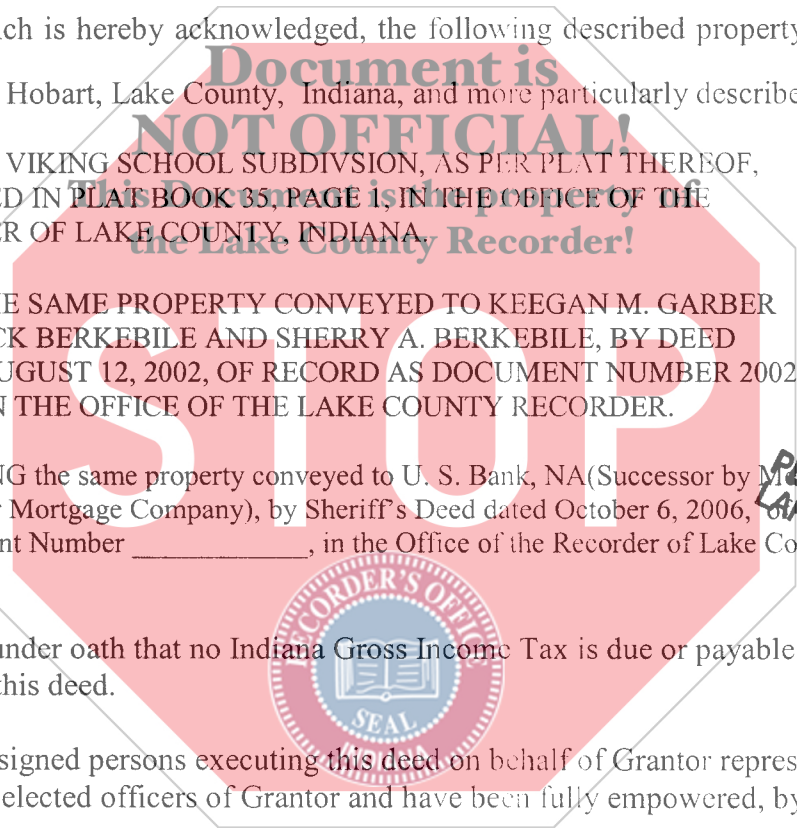 ich is hereby acknowledged, the following described property
Document is
Hobart, Lake County, Indiana, and more particularly describe
NOT OFFICIAL!
VIKING SCHOOL SUBDIVSION, AS PER PLAT THEREOF,
This Document is the property of
ED IN PLAT BOOK 35, PAGE 1, IN THE OFFICE OF THE
ER OF LAKE COUNTY, INDIANA.
the Lake County Recorder!
E SAME PROPERTY CONVEYED TO KEEGAN M. GARBER
CK BERKEBILE AND SHERRY A. BERKEBILE, BY DEED
UGUST 12, 2002, OF RECORD AS DOCUMENT NUMBER 2002
N THE OFFICE OF THE LAKE COUNTY RECORDER.
STOP
NG the same property conveyed to U. S. Bank, NA(Successor by M
r Mortgage Company), by Sheriff's Deed dated October 6, 2006,
nt Number ____________, in the Office of the Recorder of Lake Co
RECORDER'S OFFICE
under oath that no Indiana Gross Income Tax is due or payable
this deed.
SEAL
INDIANA
signed persons executing this deed on behalf of Grantor repres
elected officers of Grantor and have been fully empowered, by